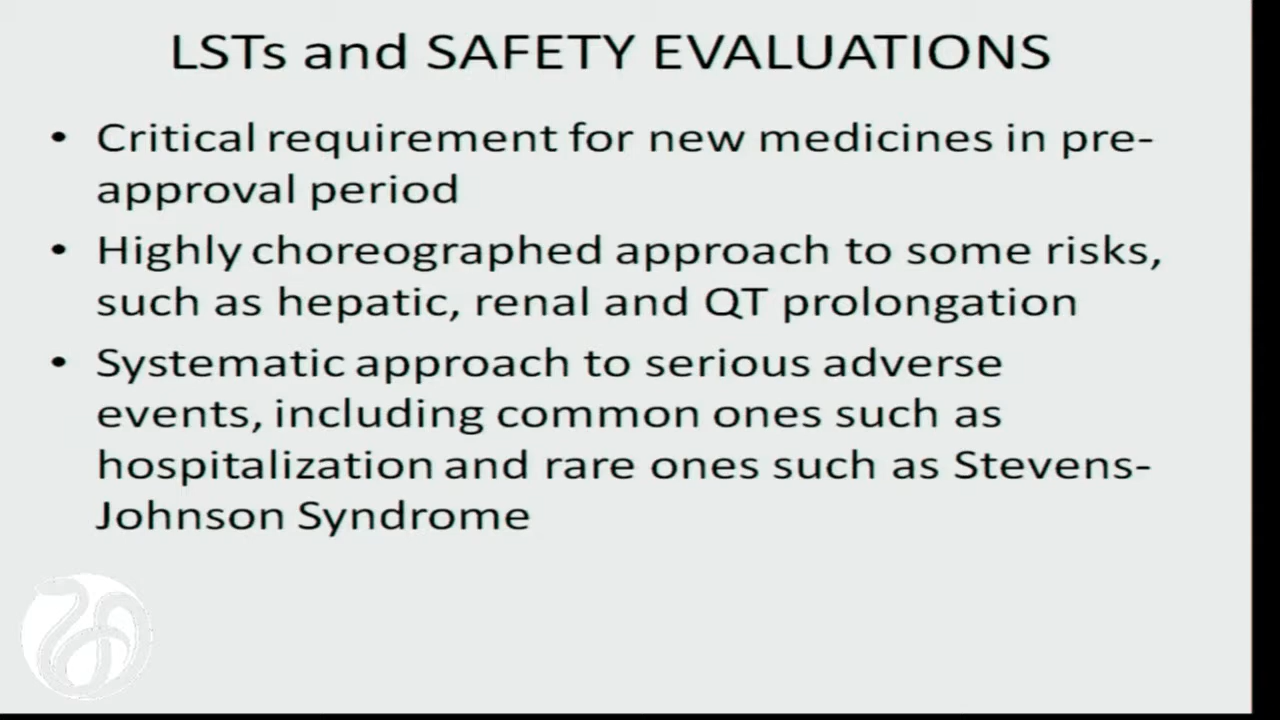 LSTs and SAFETY EVALUATIONS
• Critical requirement for new medicines in pre-
approval period
• Highly choreographed approach to some risks,
such as hepatic, renal and QT prolongation
• Systematic approach to serious adverse
events, including common ones such as
hospitalization and rare ones such as Stevens-
Johnson Syndrome